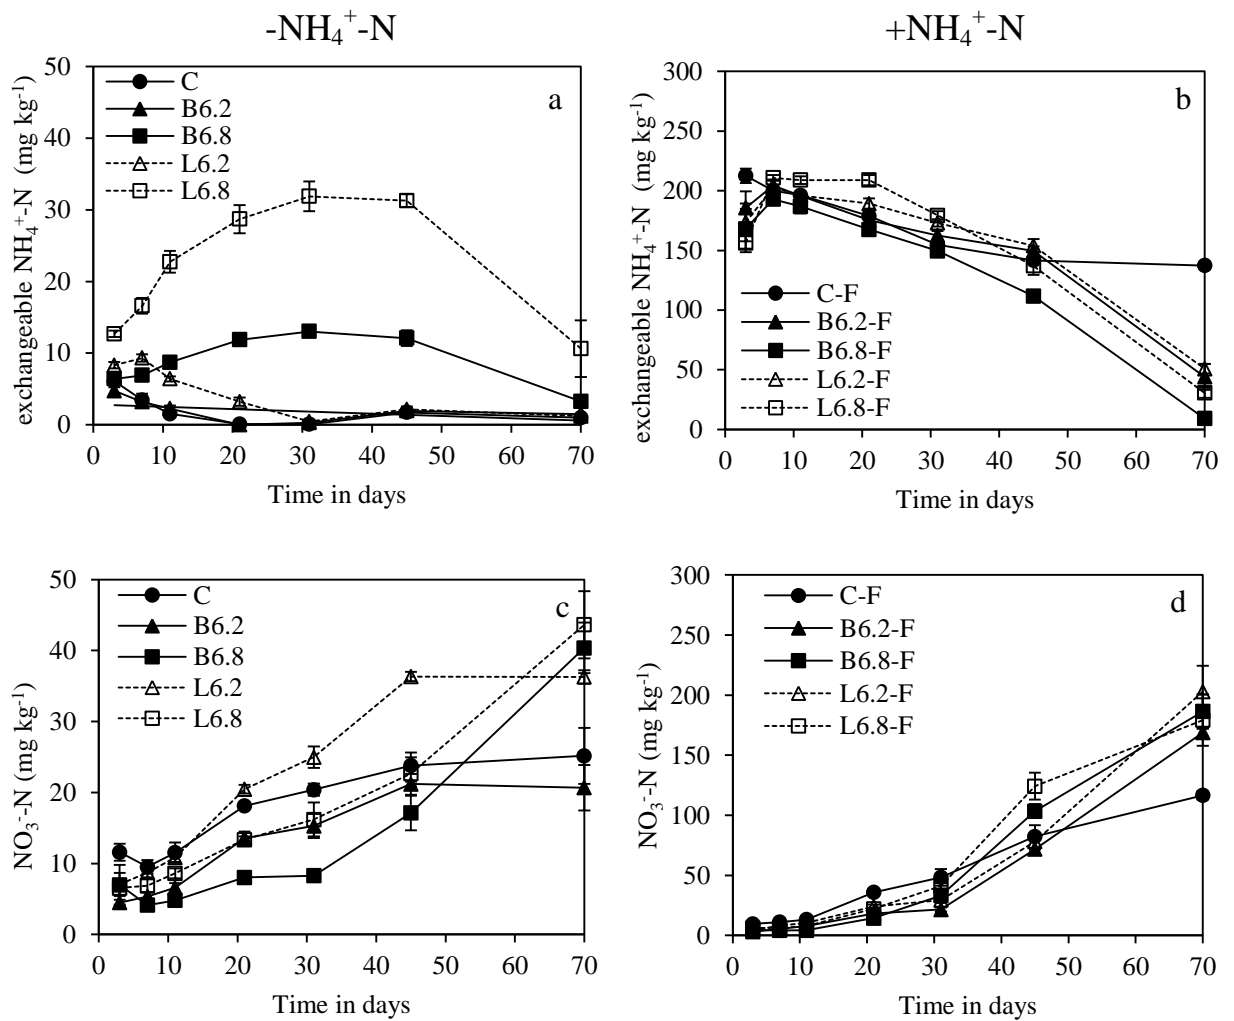 -NH₄⁺-N
+NH₄⁺-N
exchangeable NH₄⁺-N (mg kg⁻¹)
50
40
30
20
10
0
C
B6.2
B6.8
L6.2
L6.8
a
0 10 20 30 40 50 60 70
Time in days
exchangeable NH₄⁺-N (mg kg⁻¹)
300
250
200
150
100
50
0
b
C-F
B6.2-F
B6.8-F
L6.2-F
L6.8-F
0 10 20 30 40 50 60 70
Time in days
NO₃⁻-N (mg kg⁻¹)
50
40
30
20
10
0
C
B6.2
B6.8
L6.2
L6.8
c
0 10 20 30 40 50 60 70
Time in days
NO₃⁻-N (mg kg⁻¹)
300
250
200
150
100
50
0
C-F
B6.2-F
B6.8-F
L6.2-F
L6.8-F
d
0 10 20 30 40 50 60 70
Time in days